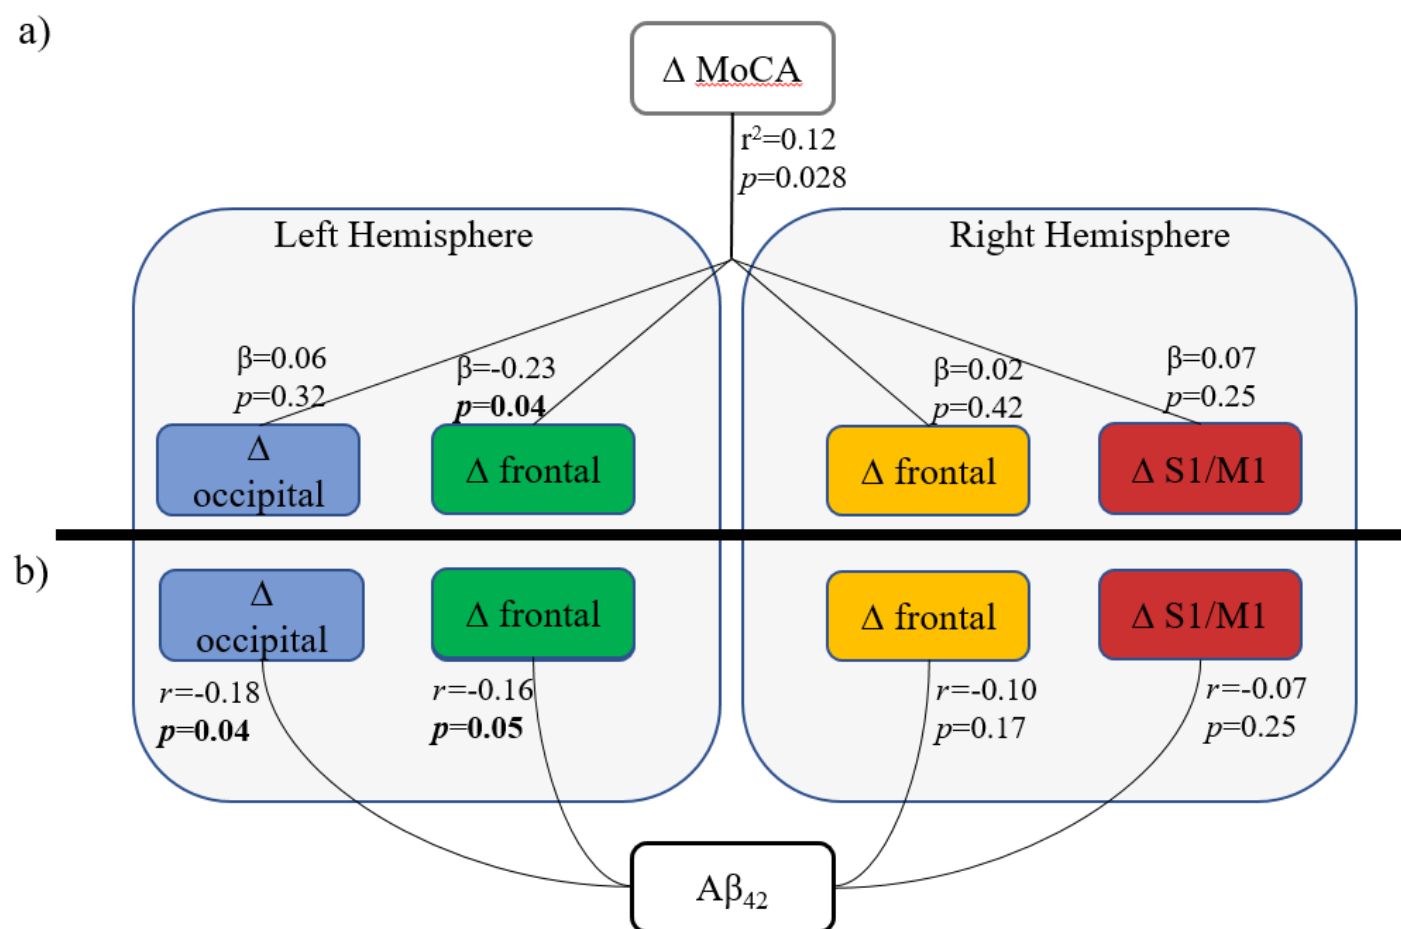 a)
Δ MoCA
r²=0.12
p=0.028
Left Hemisphere
Right Hemisphere
β=0.06
p=0.32
β=-0.23
p=0.04
β=0.02
p=0.42
β=0.07
p=0.25
Δ
occipital
Δ frontal
Δ frontal
Δ S1/M1
b)
Δ
occipital
Δ frontal
Δ frontal
Δ S1/M1
r=-0.18
p=0.04
r=-0.16
p=0.05
r=-0.10
p=0.17
r=-0.07
p=0.25
Aβ₄₂